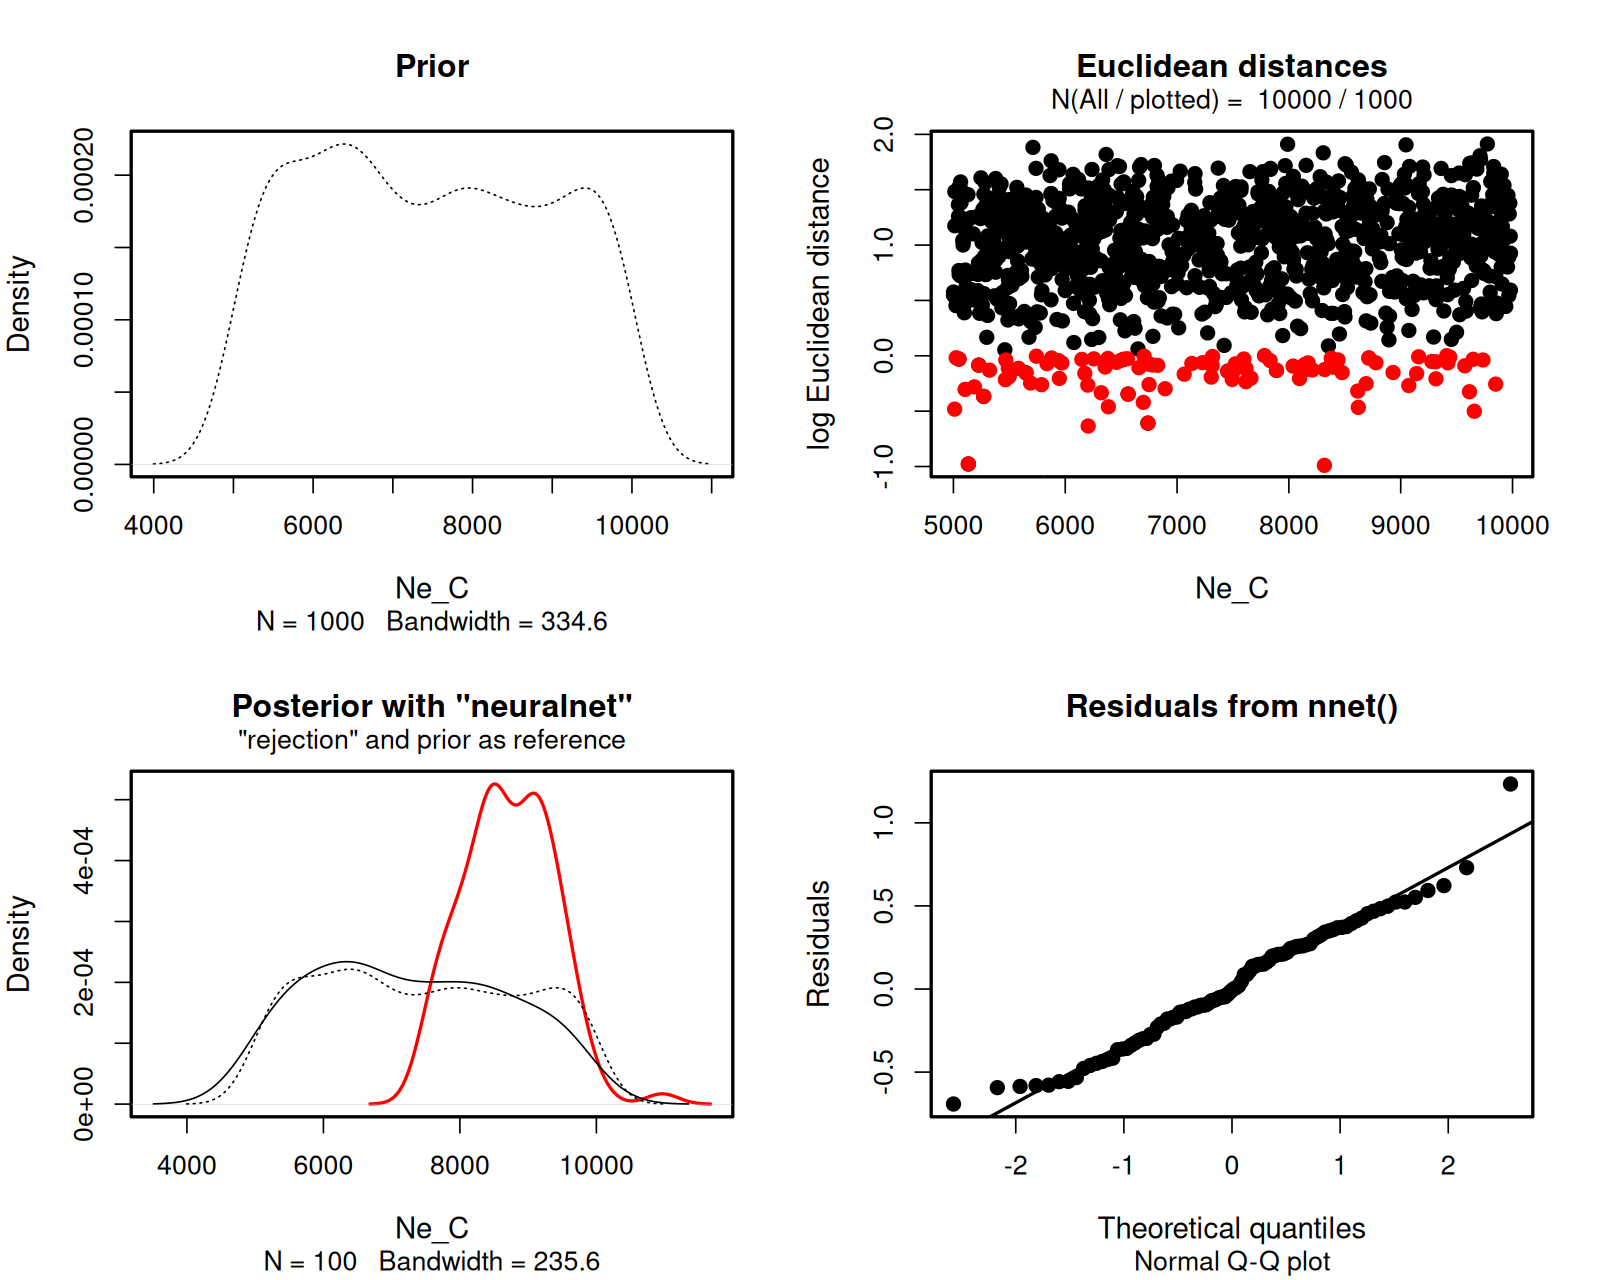 Prior
Density
0.00000
0.00010
0.00020
4000
6000
8000
10000
Ne_C
N = 1000   Bandwidth = 334.6
Euclidean distances
N(All / plotted) =  10000 / 1000
log Euclidean distance
-1.0
0.0
1.0
2.0
5000
6000
7000
8000
9000
10000
Ne_C
Posterior with "neuralnet"
"rejection" and prior as reference
Density
0e+00
2e-04
4e-04
4000
6000
8000
10000
Ne_C
N = 100   Bandwidth = 235.6
Residuals from nnet()
Residuals
-0.5
0.0
0.5
1.0
-2
-1
0
1
2
Theoretical quantiles
Normal Q-Q plot